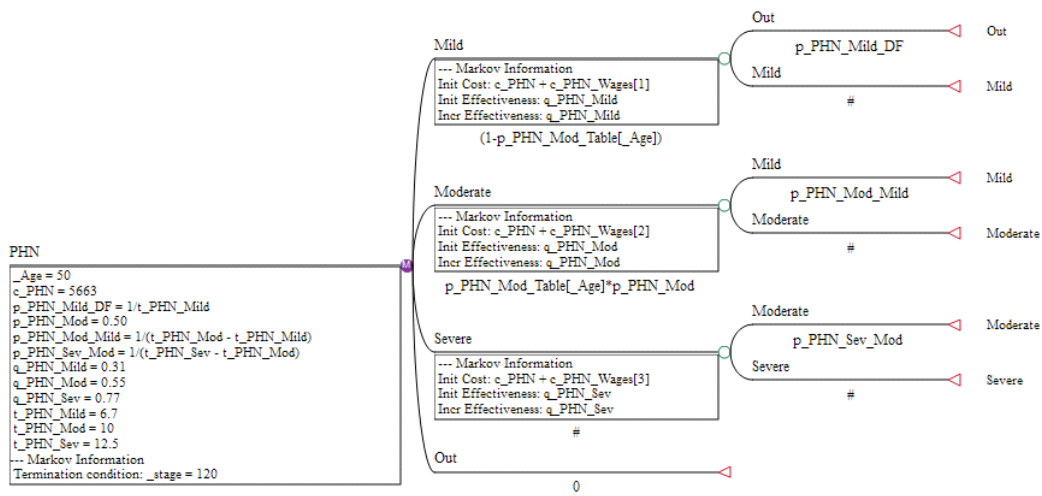 PHN
_Age = 50
c_PHN = 5663
p_PHN_Mild_DF = 1/t_PHN_Mild
p_PHN_Mod = 0.50
p_PHN_Mod_Mild = 1/(t_PHN_Mod - t_PHN_Mild)
p_PHN_Sev_Mod = 1/(t_PHN_Sev - t_PHN_Mod)
q_PHN_Mild = 0.31
q_PHN_Mod = 0.55
q_PHN_Sev = 0.77
t_PHN_Mild = 6.7
t_PHN_Mod = 10
t_PHN_Sev = 12.5
--- Markov Information
Termination condition: _stage = 120
M
Mild
--- Markov Information
Init Cost: c_PHN + c_PHN_Wages[1]
Init Effectiveness: q_PHN_Mild
Incr Effectiveness: q_PHN_Mild
(1-p_PHN_Mod_Table[_Age])
Out
p_PHN_Mild_DF
Out
Mild
#
Mild
Moderate
--- Markov Information
Init Cost: c_PHN + c_PHN_Wages[2]
Init Effectiveness: q_PHN_Mod
Incr Effectiveness: q_PHN_Mod
p_PHN_Mod_Table[_Age]*p_PHN_Mod
Mild
p_PHN_Mod_Mild
Mild
Moderate
#
Moderate
Severe
--- Markov Information
Init Cost: c_PHN + c_PHN_Wages[3]
Init Effectiveness: q_PHN_Sev
Incr Effectiveness: q_PHN_Sev
#
Moderate
p_PHN_Sev_Mod
Moderate
Severe
#
Severe
Out
0